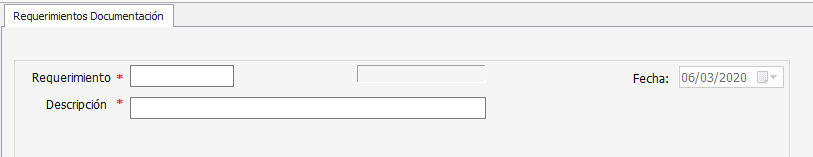 Requerimientos Documentación
Requerimiento * Fecha: 06/03/2020
Descripción *